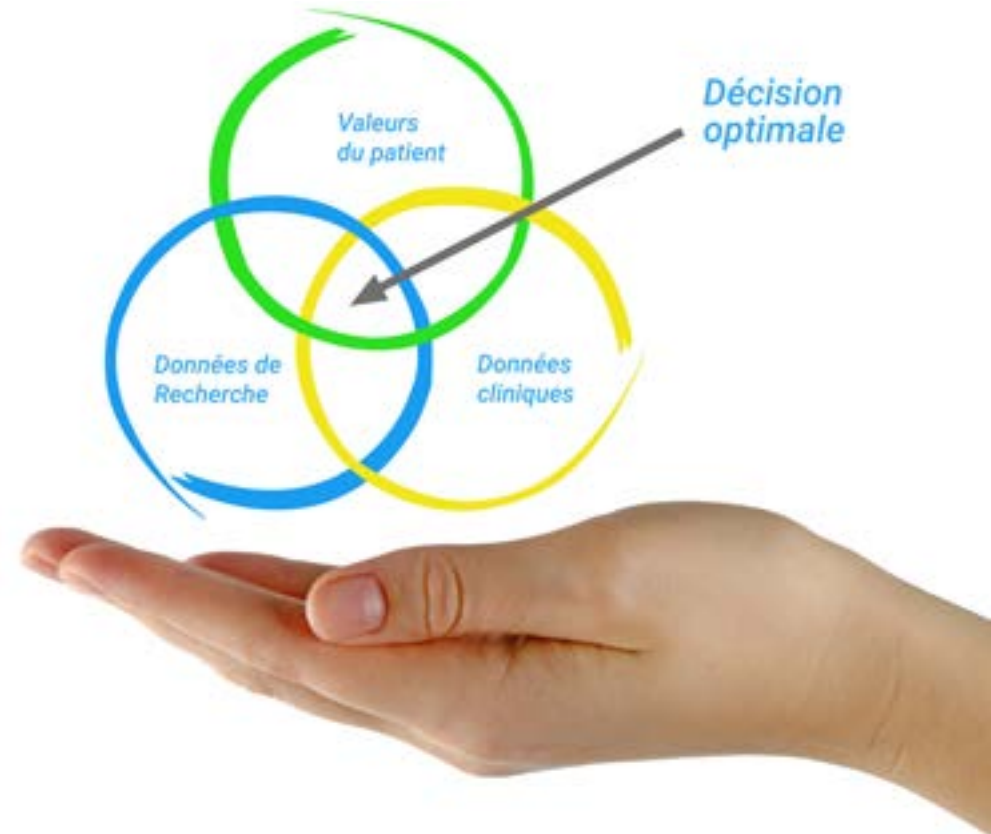 Valeurs
du patient
Décision
optimale
Données de
Recherche
Données
cliniques